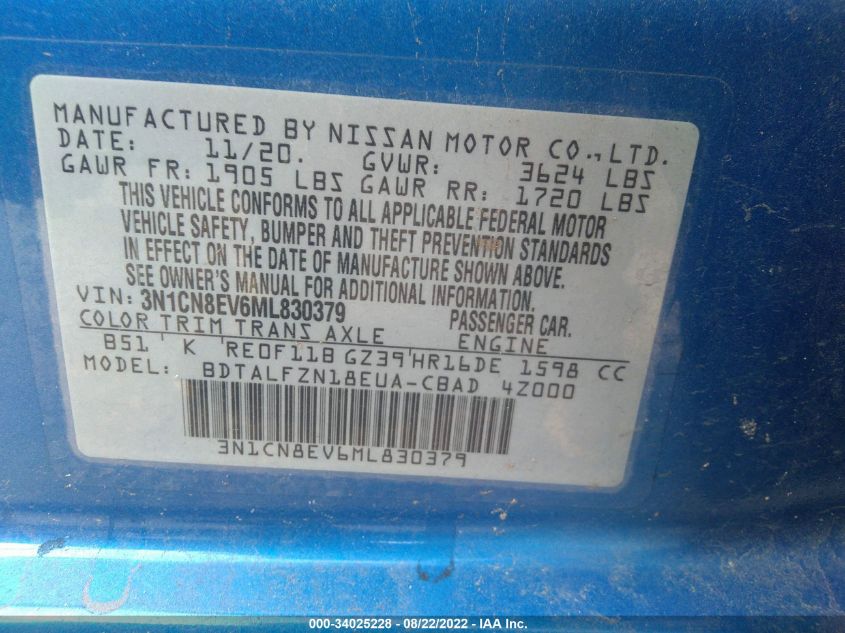 MANUFACTURED BY NISSAN MOTOR CO., LTD.
DATE: 11/20. GVWR: 3624 LBS
GAWR FR: 1905 LBS GAWR RR: 1720 LBS
THIS VEHICLE CONFORMS TO ALL APPLICABLE FEDERAL MOTOR
VEHICLE SAFETY, BUMPER AND THEFT PREVENTION STANDARDS
IN EFFECT ON THE DATE OF MANUFACTURE SHOWN ABOVE.
SEE OWNER'S MANUAL FOR ADDITIONAL INFORMATION.
VIN: 3N1CN8EV6ML830379 PASSENGER CAR.
COLOR TRIM TRANS AXLE ENGINE
B51 K RE0F11B GZ39 HR16DE 1598 CC
MODEL: BDTALFZN18EUA-CBAD 4Z000
3N1CN8EV6ML830379
000-34025228 - 08/22/2022 - IAA Inc.